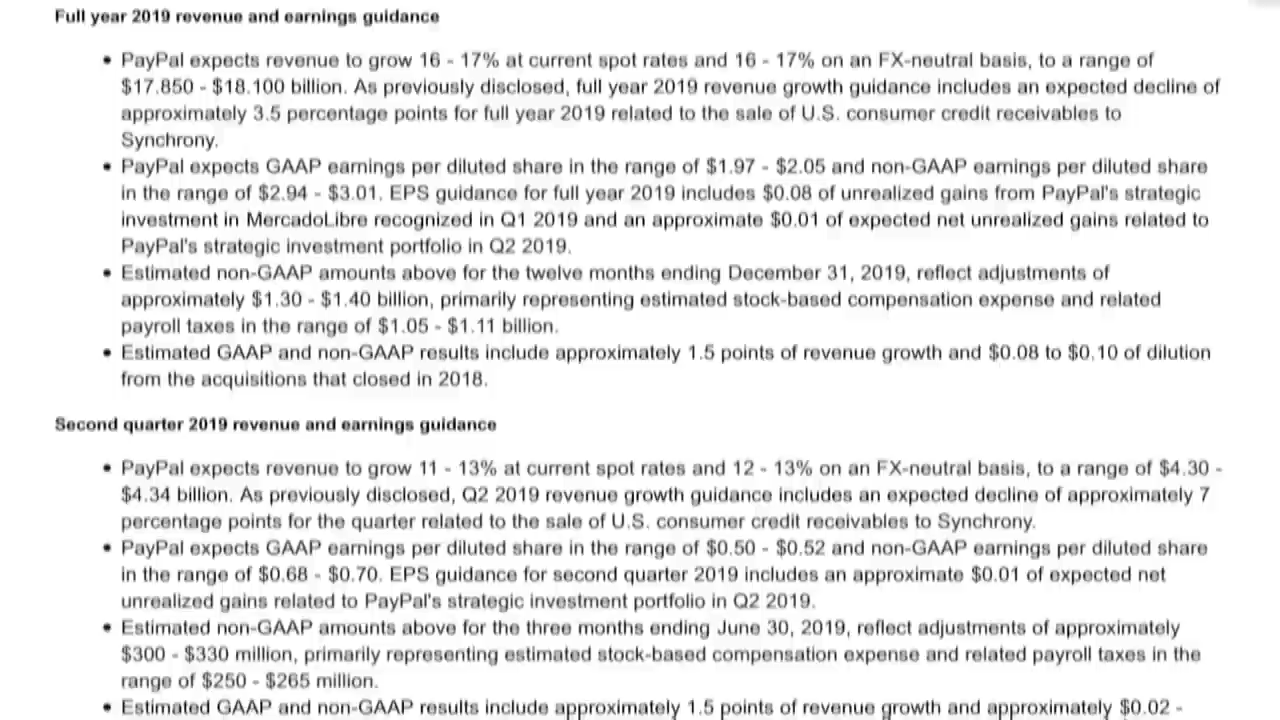 Full year 2019 revenue and earnings guidance
• PayPal expects revenue to grow 16 - 17% at current spot rates and 16 - 17% on an FX-neutral basis, to a range of
$17.850 - $18.100 billion. As previously disclosed, full year 2019 revenue growth guidance includes an expected decline of
approximately 3.5 percentage points for full year 2019 related to the sale of U.S. consumer credit receivables to
Synchrony.
• PayPal expects GAAP earnings per diluted share in the range of $1.97 - $2.05 and non-GAAP earnings per diluted share
in the range of $2.94 - $3.01. EPS guidance for full year 2019 includes $0.08 of unrealized gains from PayPal's strategic
investment in MercadoLibre recognized in Q1 2019 and an approximate $0.01 of expected net unrealized gains related to
PayPal's strategic investment portfolio in Q2 2019.
• Estimated non-GAAP amounts above for the twelve months ending December 31, 2019, reflect adjustments of
approximately $1.30 - $1.40 billion, primarily representing estimated stock-based compensation expense and related
payroll taxes in the range of $1.05 - $1.11 billion.
• Estimated GAAP and non-GAAP results include approximately 1.5 points of revenue growth and $0.08 to $0.10 of dilution
from the acquisitions that closed in 2018.
Second quarter 2019 revenue and earnings guidance
• PayPal expects revenue to grow 11 - 13% at current spot rates and 12 - 13% on an FX-neutral basis, to a range of $4.30 -
$4.34 billion. As previously disclosed, Q2 2019 revenue growth guidance includes an expected decline of approximately 7
percentage points for the quarter related to the sale of U.S. consumer credit receivables to Synchrony.
• PayPal expects GAAP earnings per diluted share in the range of $0.50 - $0.52 and non-GAAP earnings per diluted share
in the range of $0.68 - $0.70. EPS guidance for second quarter 2019 includes an approximate $0.01 of expected net
unrealized gains related to PayPal's strategic investment portfolio in Q2 2019.
• Estimated non-GAAP amounts above for the three months ending June 30, 2019, reflect adjustments of approximately
$300 - $330 million, primarily representing estimated stock-based compensation expense and related payroll taxes in the
range of $250 - $265 million.
• Estimated GAAP and non-GAAP results include approximately 1.5 points of revenue growth and approximately $0.02 -